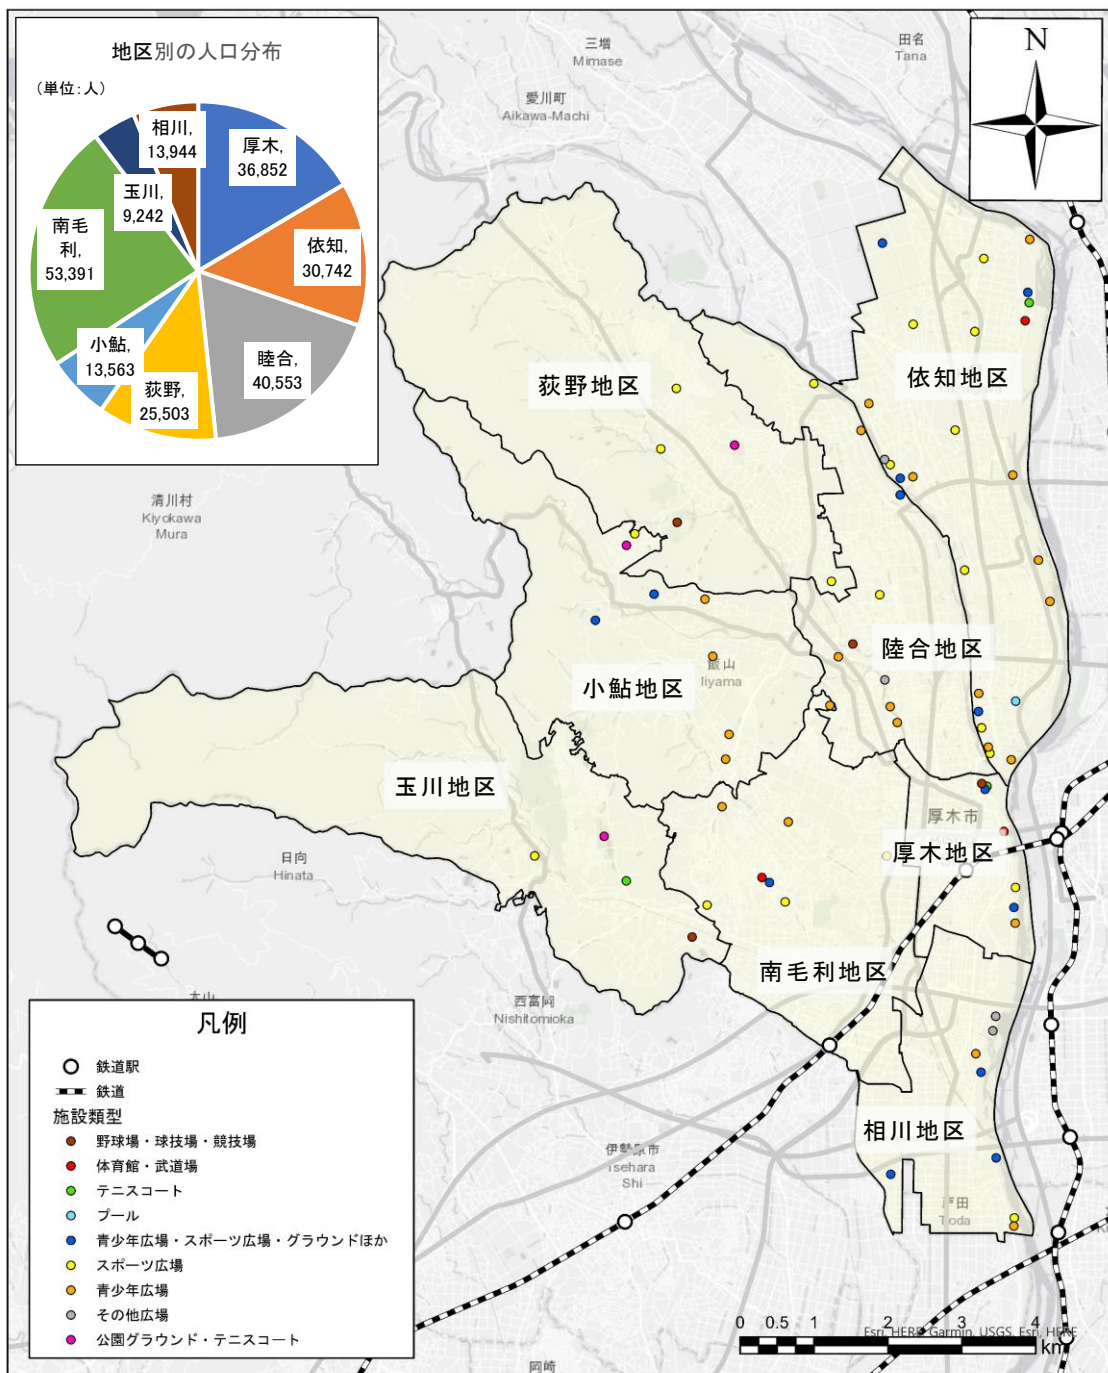 地区別の人口分布
（単位：人）
相川,
13,944
厚木,
36,852
玉川,
9,242
南毛
利,
53,391
依知,
30,742
小鮎,
13,563
睦合,
40,553
荻野,
25,503
三増
Mimase
田名
Tana
愛川町
Aikawa-Machi
N
荻野地区
依知地区
清川村
Kiyokawa
Mura
陸合地区
飯山
Iiyama
小鮎地区
玉川地区
厚木市
厚木地区
日向
Hinata
南毛利地区
大山
西富岡
Nishitomioka
相川地区
伊勢原市
Isehara
Shi
戸田
Toda
岡崎
凡例
鉄道駅
鉄道
施設類型
野球場・球技場・競技場
体育館・武道場
テニスコート
プール
青少年広場・スポーツ広場・グラウンドほか
スポーツ広場
青少年広場
その他広場
公園グラウンド・テニスコート
0 0.5 1 2 3 4
km
Esri, HERE, Garmin, USGS, Esri, HERE